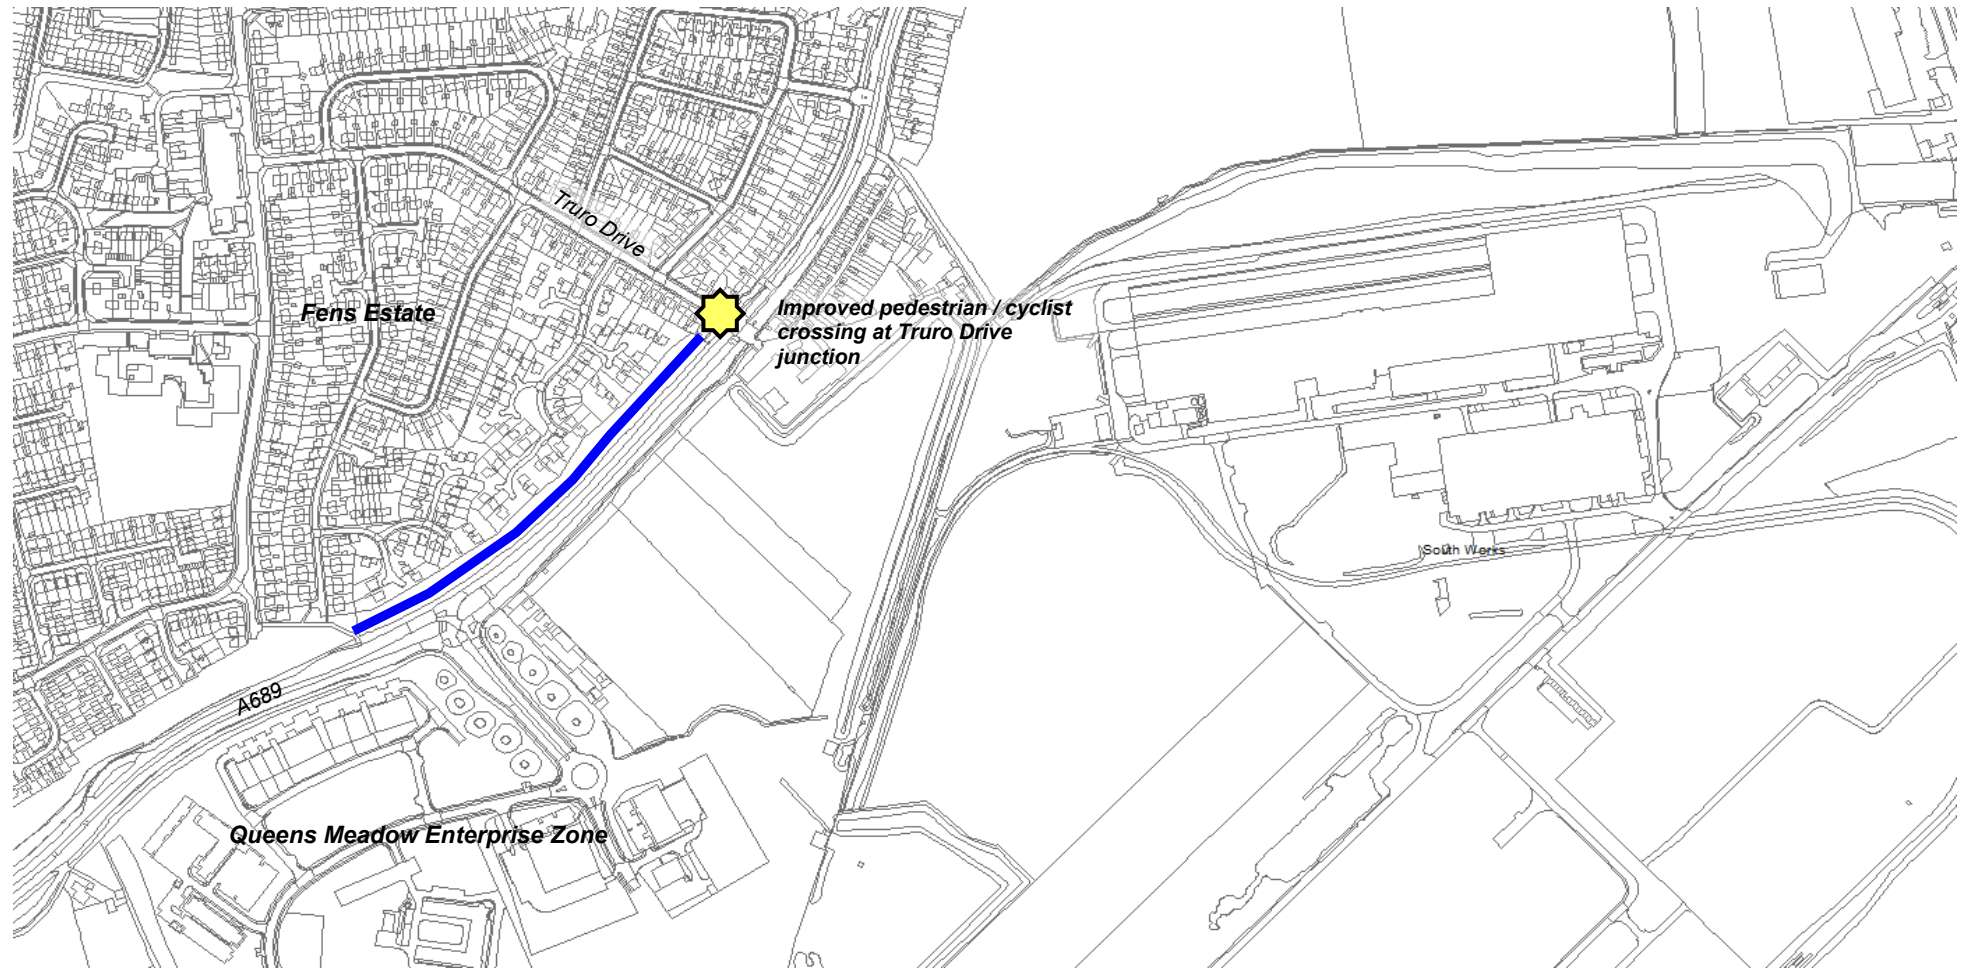 Truro Drive
Fens Estate
Improved pedestrian / cyclist
crossing at Truro Drive
junction
South Works
A689
Queens Meadow Enterprise Zone